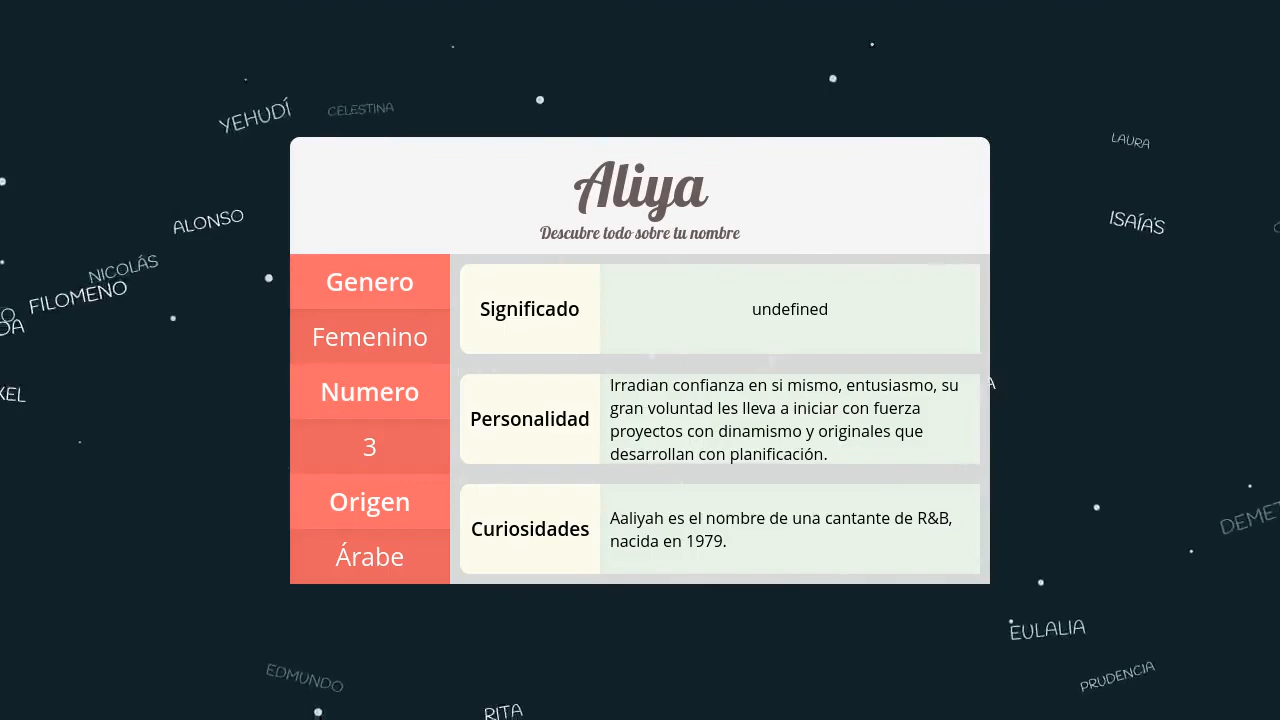 YEHUDÍ
CELESTINA
LAURA
ALONSO
ISAÍAS
NICOLÁS
FILOMENO
Aliya
Descubre todo sobre tu nombre
Genero
Femenino
Numero
3
Origen
Árabe
Significado
undefined
Personalidad
Irradian confianza en si mismo, entusiasmo, su
gran voluntad les lleva a iniciar con fuerza
proyectos con dinamismo y originales que
desarrollan con planificación.
Curiosidades
Aaliyah es el nombre de una cantante de R&B,
nacida en 1979.
EULALIA
PRUDENCIA
EDMUNDO
RITA